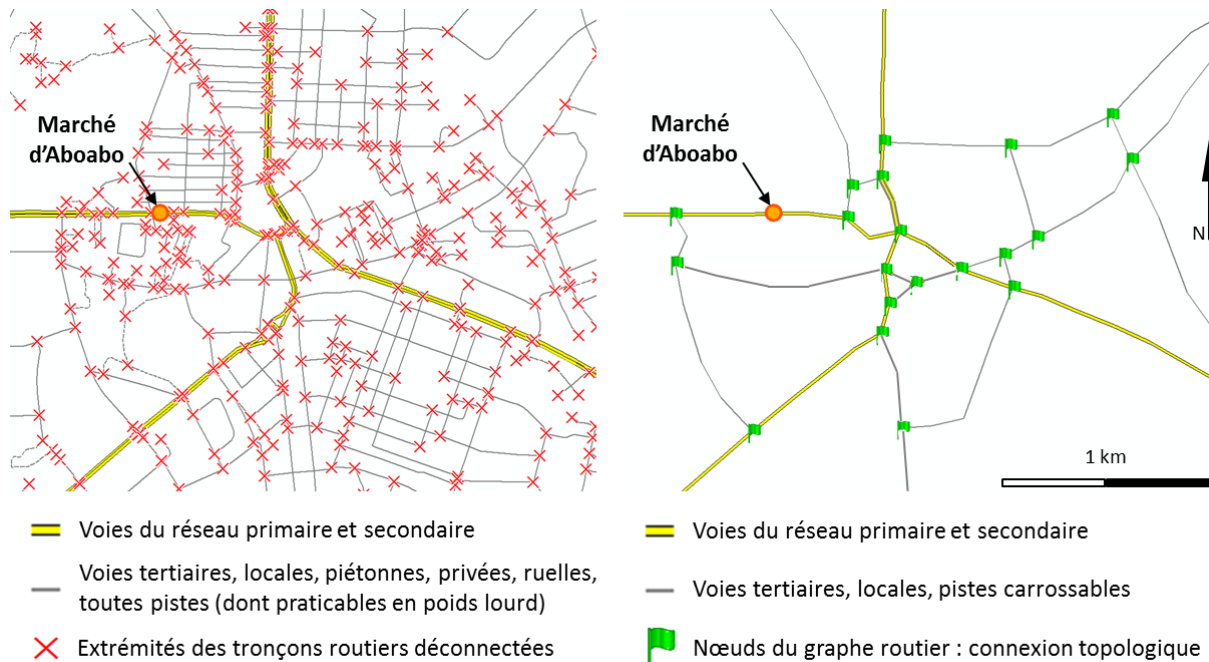 Marché
d'Aboabo
Marché
d'Aboabo
N
1 km
Voies du réseau primaire et secondaire
Voies tertiaires, locales, piétonnes, privées, ruelles,
toutes pistes (dont praticables en poids lourd)
Extrémités des tronçons routiers déconnectées
Voies du réseau primaire et secondaire
Voies tertiaires, locales, pistes carrossables
Nœuds du graphe routier : connexion topologique